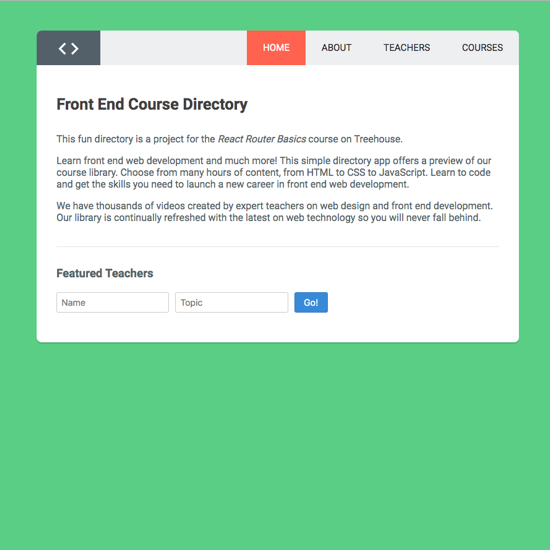 HOME ABOUT TEACHERS COURSES
Front End Course Directory
This fun directory is a project for the React Router Basics course on Treehouse.
Learn front end web development and much more! This simple directory app offers a preview of our
course library. Choose from many hours of content, from HTML to CSS to JavaScript. Learn to code
and get the skills you need to launch a new career in front end web development.
We have thousands of videos created by expert teachers on web design and front end development.
Our library is continually refreshed with the latest on web technology so you will never fall behind.
Featured Teachers
Name Topic Go!